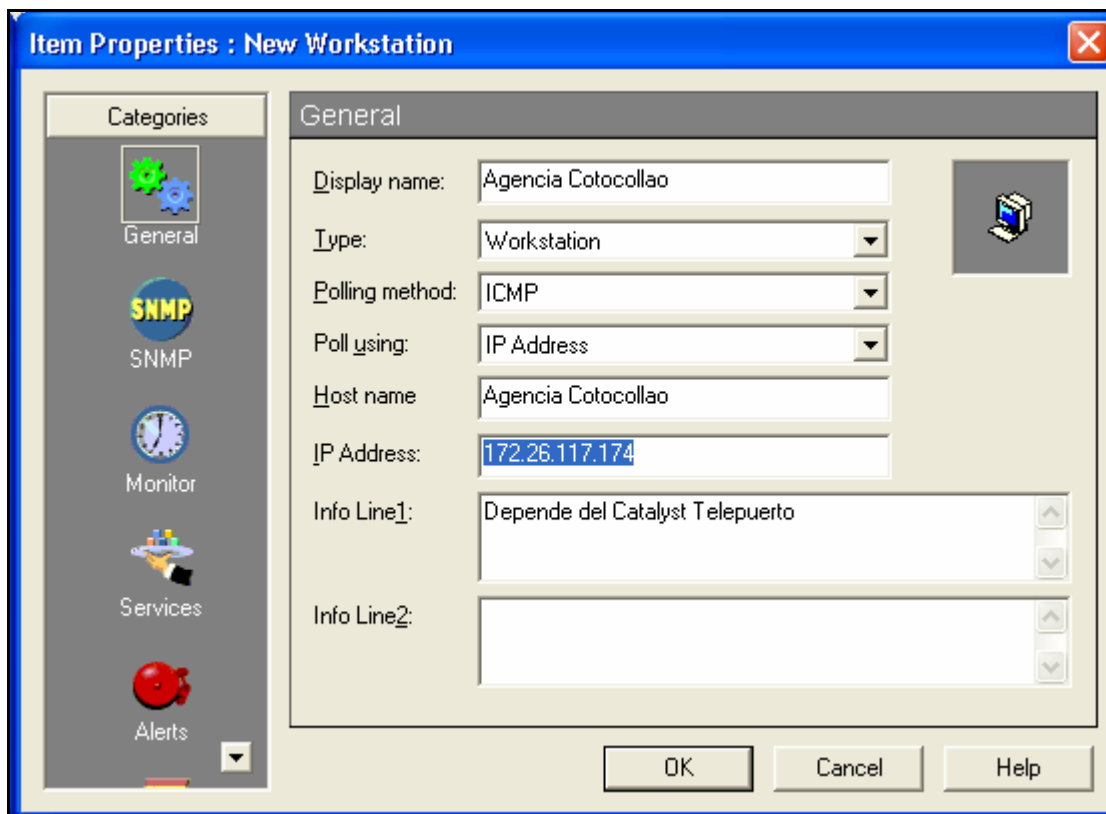 Item Properties : New Workstation
Categories
General
SNMP
SNMP
Monitor
Services
Alerts
General
Display name: Agencia Cotocollao
Type: Workstation
Polling method: ICMP
Poll using: IP Address
Host name Agencia Cotocollao
IP Address: 172.26.117.174
Info Line1: Depende del Catalyst Telepuerto
Info Line2:
OK Cancel Help